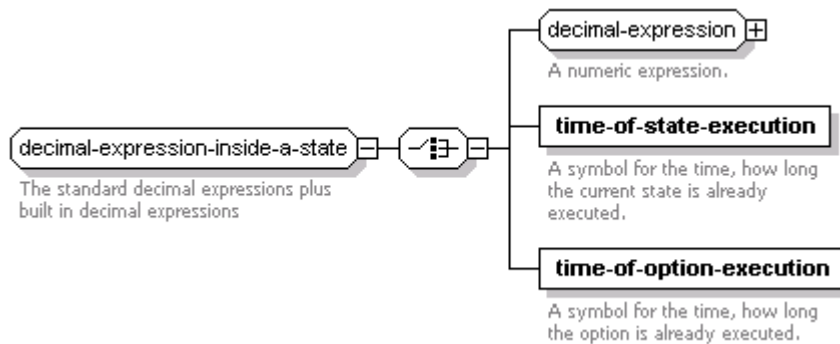 decimal-expression
A numeric expression.
decimal-expression-inside-a-state
The standard decimal expressions plus
built in decimal expressions
time-of-state-execution
A symbol for the time, how long
the current state is already
executed.
time-of-option-execution
A symbol for the time, how long
the option is already executed.